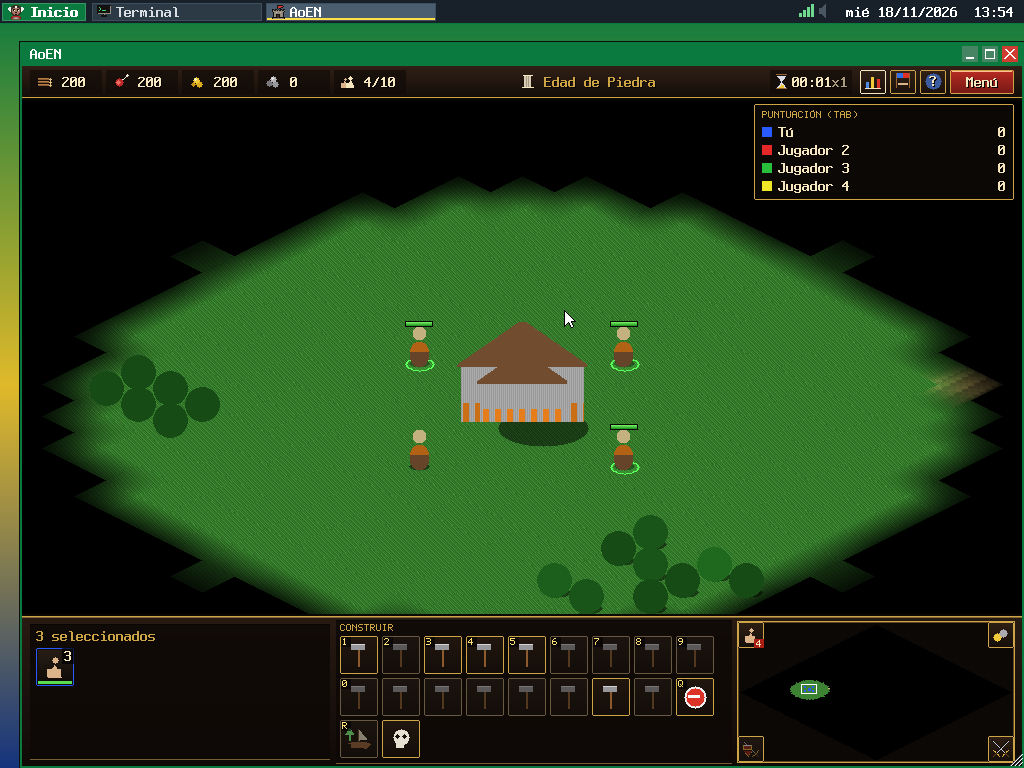 Inicio
Terminal
AoEN
mié 18/11/2026 13:54
AoEN
200
200
200
0
4/10
Edad de Piedra
00:01x1
?
Menú
PUNTUACIÓN (TAB)
Tú 0
Jugador 2 0
Jugador 3 0
Jugador 4 0
3 seleccionados
3
CONSTRUIR
1 2 3 4 5 6 7 8 9
0 Q
R
4